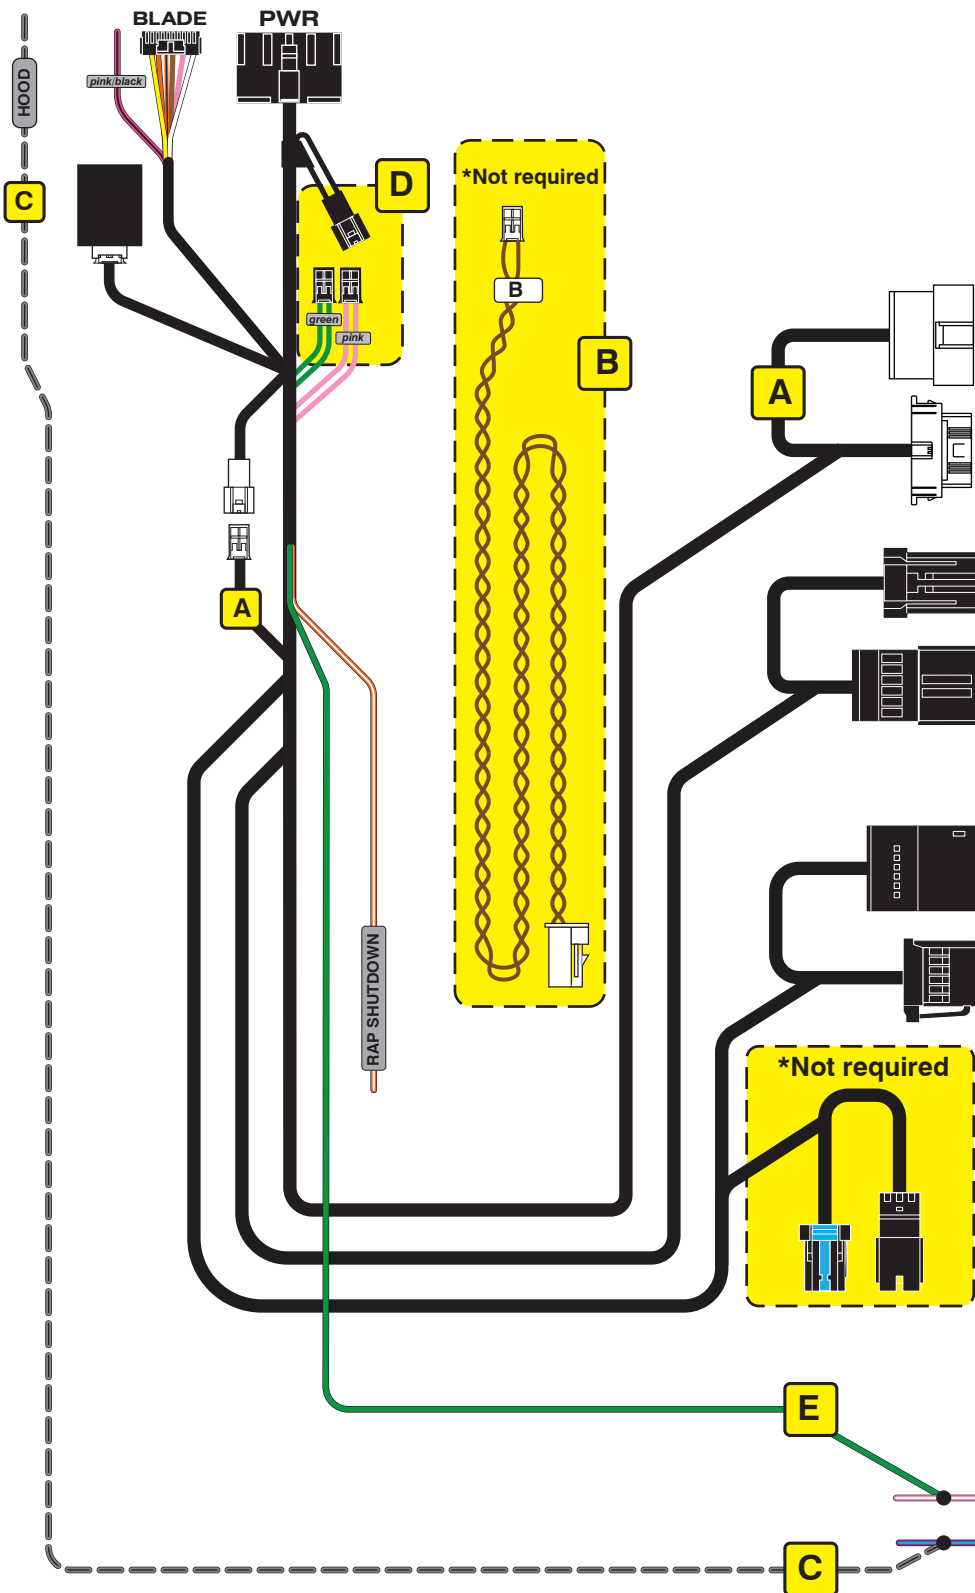 BLADE
PWR
HOOD
pink/black
C
D
*Not required
B
green
pink
B
A
A
RAP SHUTDOWN
*Not required
E
C